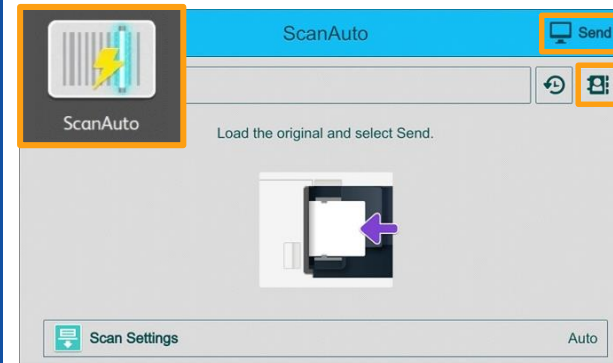 ScanAuto
Send
ScanAuto
Load the original and select Send.
Scan Settings
Auto